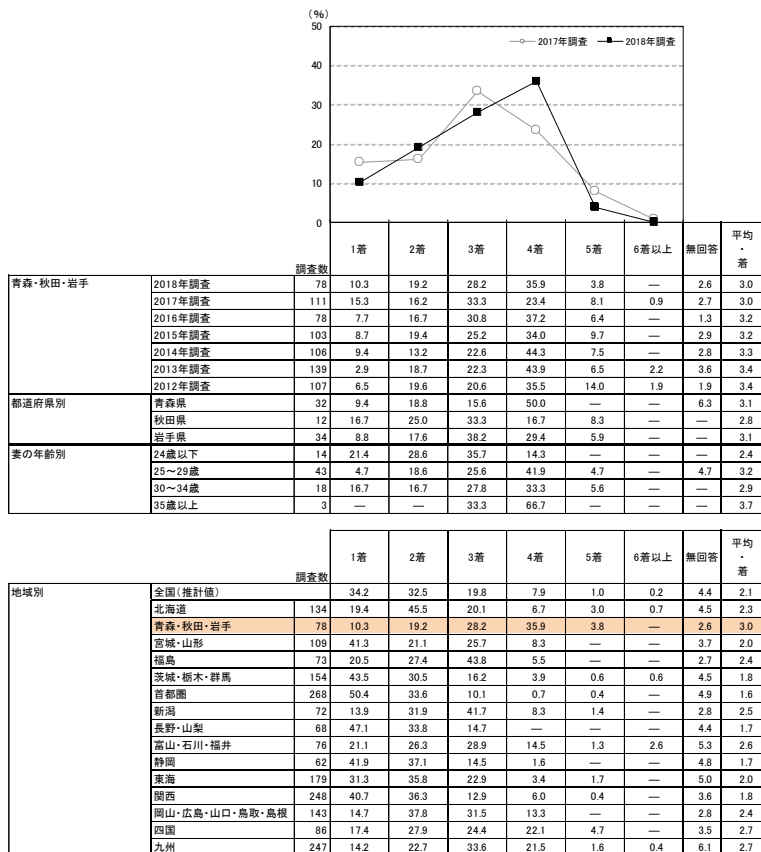 (%)
50
2017年調査 2018年調査
40
30
20
10
0
調査数 1着 2着 3着 4着 5着 6着以上 無回答 平均・着
青森・秋田・岩手 2018年調査 78 10.3 19.2 28.2 35.9 3.8 — 2.6 3.0
2017年調査 111 15.3 16.2 33.3 23.4 8.1 0.9 2.7 3.0
2016年調査 78 7.7 16.7 30.8 37.2 6.4 — 1.3 3.2
2015年調査 103 8.7 19.4 25.2 34.0 9.7 — 2.9 3.2
2014年調査 106 9.4 13.2 22.6 44.3 7.5 — 2.8 3.3
2013年調査 139 2.9 18.7 22.3 43.9 6.5 2.2 3.6 3.4
2012年調査 107 6.5 19.6 20.6 35.5 14.0 1.9 1.9 3.4
都道府県別 青森県 32 9.4 18.8 15.6 50.0 — — 6.3 3.1
秋田県 12 16.7 25.0 33.3 16.7 8.3 — — 2.8
岩手県 34 8.8 17.6 38.2 29.4 5.9 — — 3.1
妻の年齢別 24歳以下 14 21.4 28.6 35.7 14.3 — — — 2.4
25～29歳 43 4.7 18.6 25.6 41.9 4.7 — 4.7 3.2
30～34歳 18 16.7 16.7 27.8 33.3 5.6 — — 2.9
35歳以上 3 — — 33.3 66.7 — — — 3.7
調査数 1着 2着 3着 4着 5着 6着以上 無回答 平均・着
地域別 全国(推計値) 34.2 32.5 19.8 7.9 1.0 0.2 4.4 2.1
北海道 134 19.4 45.5 20.1 6.7 3.0 0.7 4.5 2.3
青森・秋田・岩手 78 10.3 19.2 28.2 35.9 3.8 — 2.6 3.0
宮城・山形 109 41.3 21.1 25.7 8.3 — — 3.7 2.0
福島 73 20.5 27.4 43.8 5.5 — — 2.7 2.4
茨城・栃木・群馬 154 43.5 30.5 16.2 3.9 0.6 0.6 4.5 1.8
首都圏 268 50.4 33.6 10.1 0.7 0.4 — 4.9 1.6
新潟 72 13.9 31.9 41.7 8.3 1.4 — 2.8 2.5
長野・山梨 68 47.1 33.8 14.7 — — — 4.4 1.7
富山・石川・福井 76 21.1 26.3 28.9 14.5 1.3 2.6 5.3 2.6
静岡 62 41.9 37.1 14.5 1.6 — — 4.8 1.7
東海 179 31.3 35.8 22.9 3.4 1.7 — 5.0 2.0
関西 248 40.7 36.3 12.9 6.0 0.4 — 3.6 1.8
岡山・広島・山口・鳥取・島根 143 14.7 37.8 31.5 13.3 — — 2.8 2.4
四国 86 17.4 27.9 24.4 22.1 4.7 — 3.5 2.7
九州 247 14.2 22.7 33.6 21.5 1.6 0.4 6.1 2.7